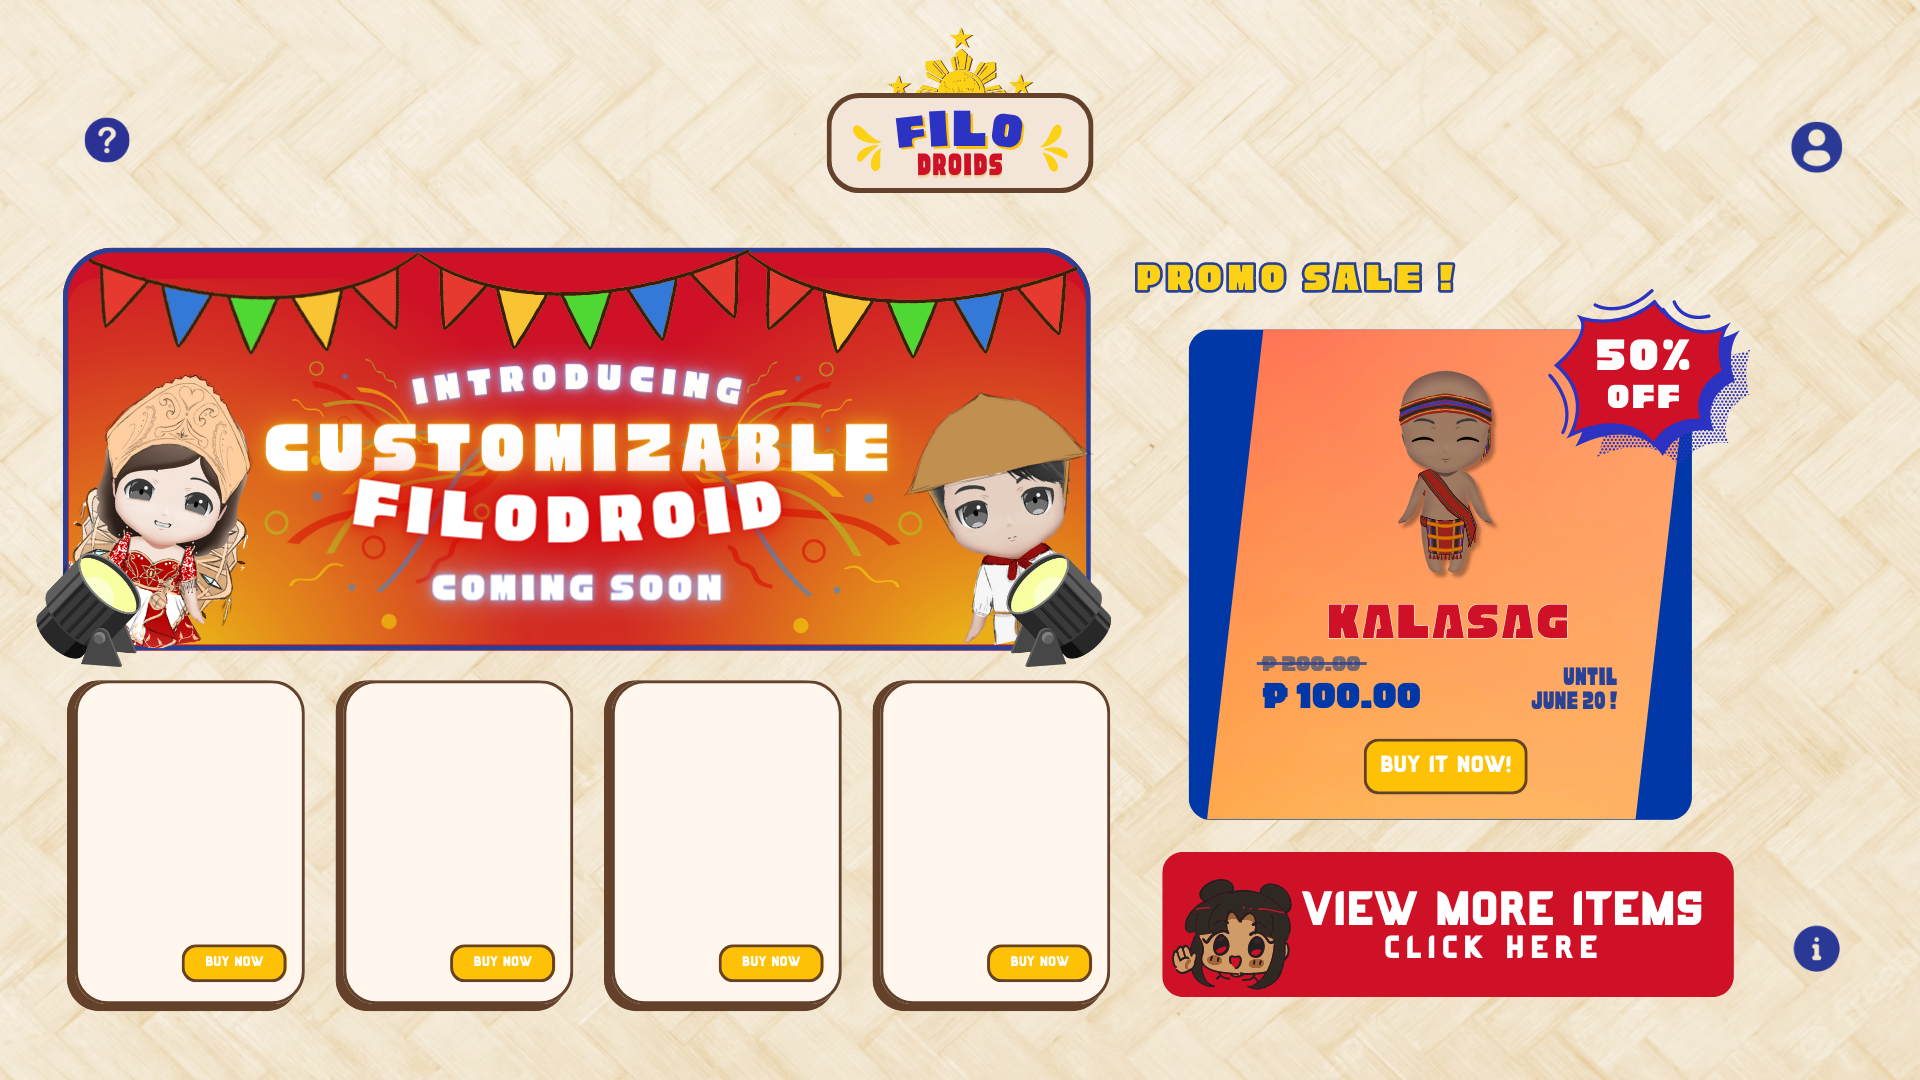 FILO
DROIDS
INTRODUCING
CUSTOMIZABLE
FILODROID
COMING SOON
PROMO SALE !
50%
OFF
KALASAG
₱ 200.00
₱ 100.00
UNTIL
JUNE 20 !
BUY IT NOW!
BUY NOW
BUY NOW
BUY NOW
BUY NOW
VIEW MORE ITEMS
CLICK HERE